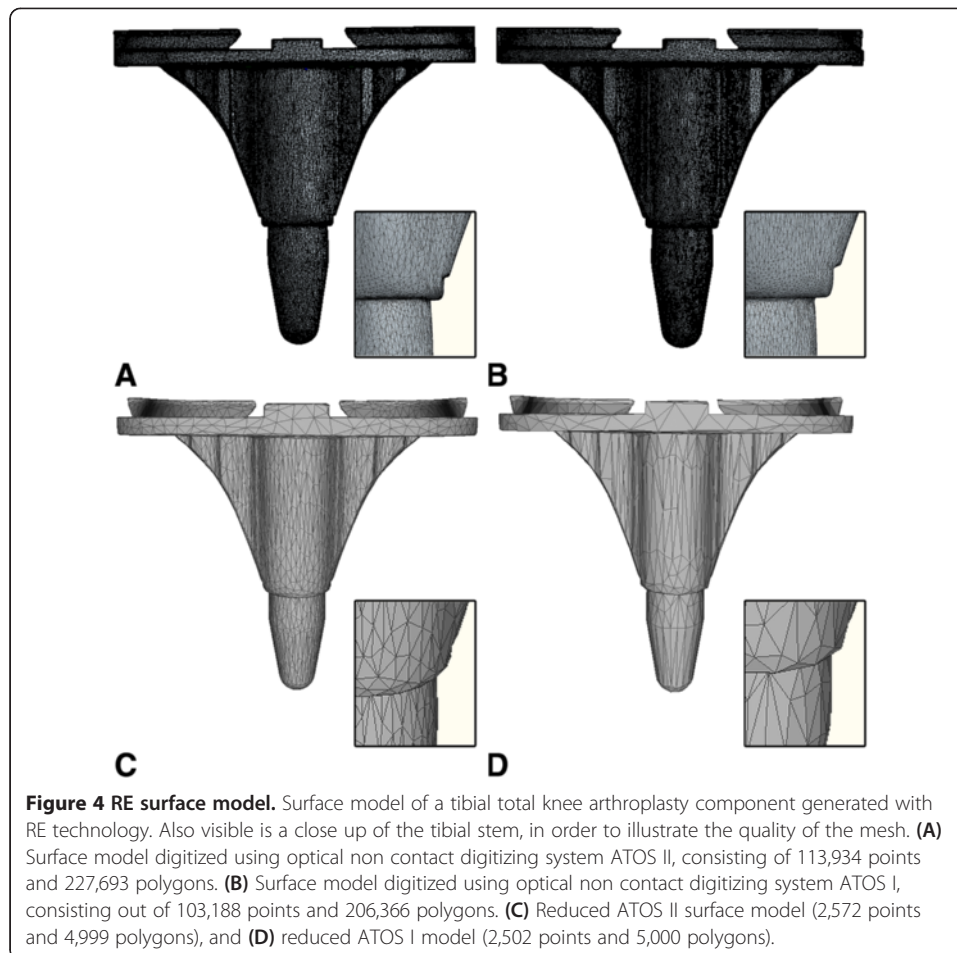 A
B
C
D
Figure 4 RE surface model. Surface model of a tibial total knee arthroplasty component generated with
RE technology. Also visible is a close up of the tibial stem, in order to illustrate the quality of the mesh. (A)
Surface model digitized using optical non contact digitizing system ATOS II, consisting of 113,934 points
and 227,693 polygons. (B) Surface model digitized using optical non contact digitizing system ATOS I,
consisting out of 103,188 points and 206,366 polygons. (C) Reduced ATOS II surface model (2,572 points
and 4,999 polygons), and (D) reduced ATOS I model (2,502 points and 5,000 polygons).